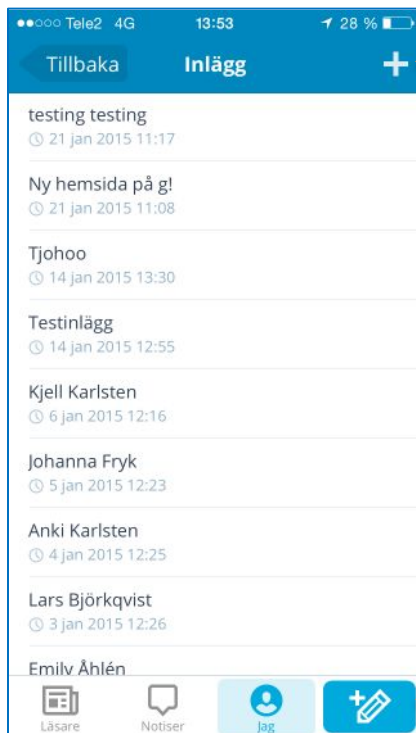 Tele2 4G 13:53 28 %
Tillbaka Inlägg
testing testing
21 jan 2015 11:17
Ny hemsida på g!
21 jan 2015 11:08
Tjohoo
14 jan 2015 13:30
Testinlägg
14 jan 2015 12:55
Kjell Karlsten
6 jan 2015 12:16
Johanna Fryk
5 jan 2015 12:23
Anki Karlsten
4 jan 2015 12:25
Lars Björkqvist
3 jan 2015 12:26
Emily Åhlén
Läsare Notiser Jag